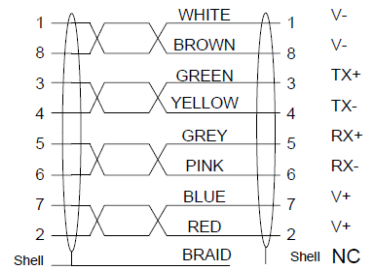 1 WHITE 1 V-
8 BROWN 8 V-
3 GREEN 3 TX+
4 YELLOW 4 TX-
5 GREY 5 RX+
6 PINK 6 RX-
7 BLUE 7 V+
2 RED 2 V+
Shell BRAID Shell NC